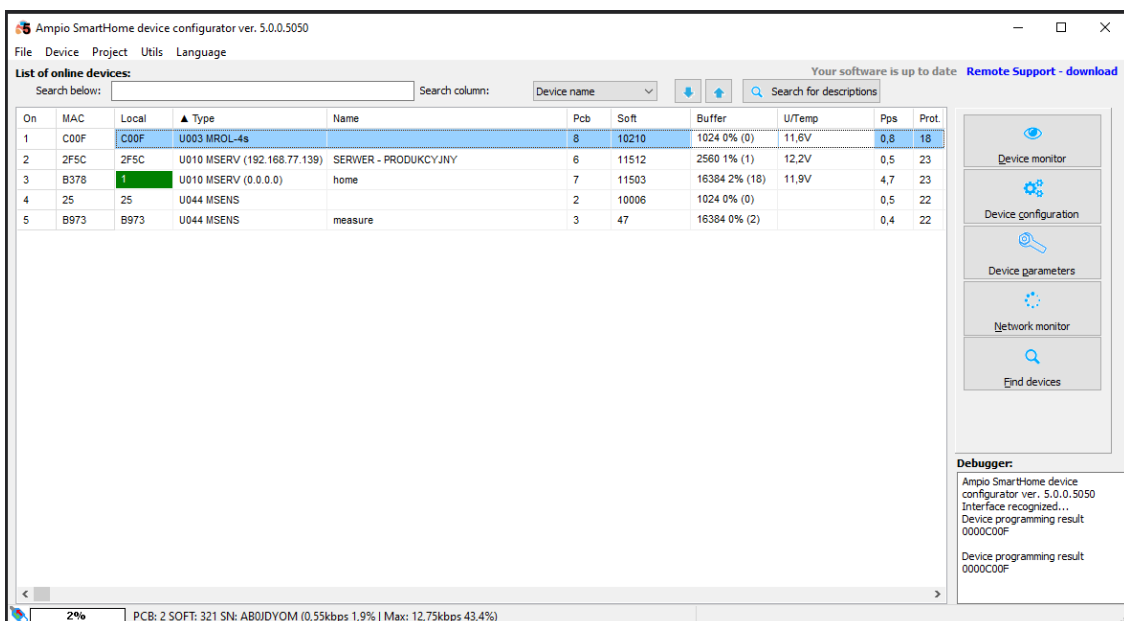 Ampio SmartHome device configurator ver. 5.0.0.5050
File Device Project Utils Language
List of online devices: Your software is up to date Remote Support - download
Search below: Search column: Device name Search for descriptions
On MAC Local ▲ Type Name Pcb Soft Buffer U/Temp Pps Prot.
1 C00F C00F U003 MROL-4s 8 10210 1024 0% (0) 11,6V 0,8 18
2 2F5C 2F5C U010 MSERV (192.168.77.139) SERWER - PRODUKCYJNY 6 11512 2560 1% (1) 12,2V 0,5 23
3 B378 1 U010 MSERV (0.0.0.0) home 7 11503 16384 2% (18) 11,9V 4,7 23
4 25 25 U044 MSENS 2 10006 1024 0% (0) 0,5 22
5 B973 B973 U044 MSENS measure 3 47 16384 0% (2) 0,4 22
Device monitor
Device configuration
Device parameters
Network monitor
Find devices
Debugger:
Ampio SmartHome device
configurator ver. 5.0.0.5050
Interface recognized...
Device programming result
0000C00F
Device programming result
0000C00F
2% PCB: 2 SOFT: 321 SN: AB0JDYOM (0,55kbps 1,9% | Max: 12,75kbps 43,4%)